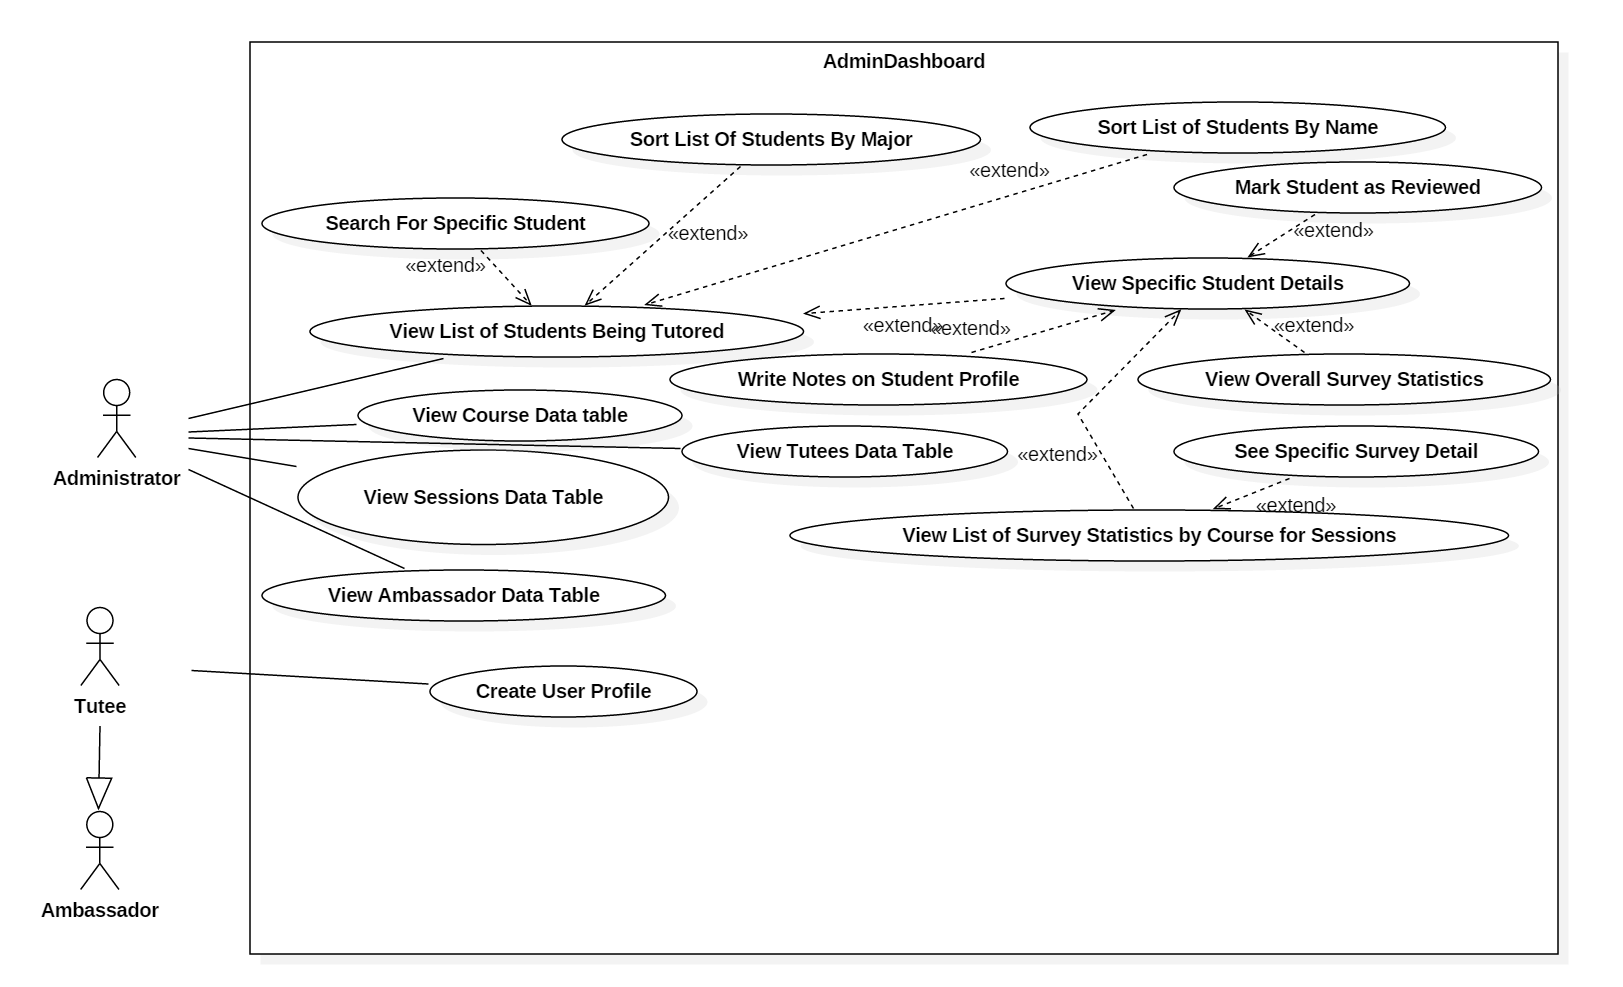 AdminDashboard
Sort List of Students By Name
Sort List Of Students By Major
«extend»
Mark Student as Reviewed
Search For Specific Student
«extend»
«extend»
«extend»
View Specific Student Details
View List of Students Being Tutored
«extend»
«extend»
«extend»
Write Notes on Student Profile
View Overall Survey Statistics
View Course Data table
View Tutees Data Table
«extend»
See Specific Survey Detail
Administrator
View Sessions Data Table
«extend»
View List of Survey Statistics by Course for Sessions
View Ambassador Data Table
Tutee
Create User Profile
Ambassador